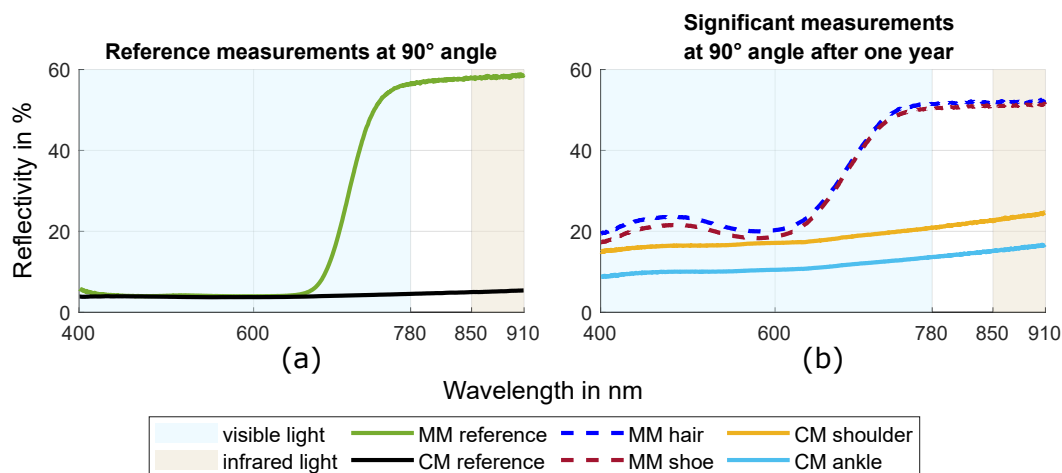 Reference measurements at 90° angle
Significant measurements
at 90° angle after one year
Reflectivity in %
60
40
20
0
400
600
780
850
910
(a)
60
40
20
0
400
600
780
850
910
(b)
Wavelength in nm
visible light
MM reference
MM hair
CM shoulder
infrared light
CM reference
MM shoe
CM ankle